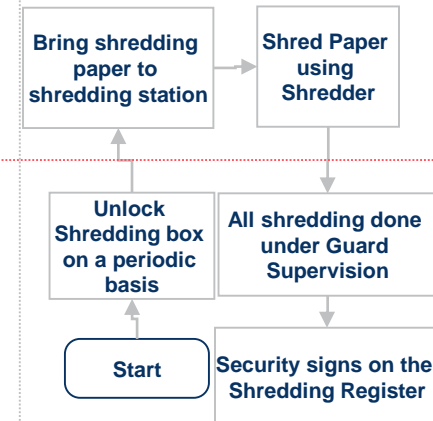 Bring shredding
paper to
shredding station
Shred Paper
using
Shredder
Unlock
Shredding box
on a periodic
basis
All shredding done
under Guard
Supervision
Start
Security signs on the
Shredding Register